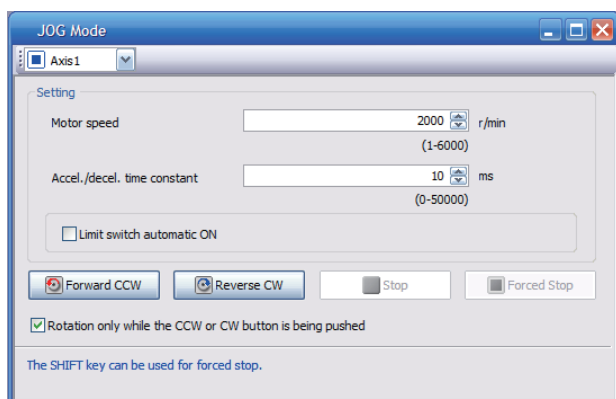 JOG Mode
Axis1
Setting
Motor speed 2000 r/min
(1-6000)
Accel./decel. time constant 10 ms
(0-50000)
Limit switch automatic ON
Forward CCW Reverse CW Stop Forced Stop
Rotation only while the CCW or CW button is being pushed
The SHIFT key can be used for forced stop.